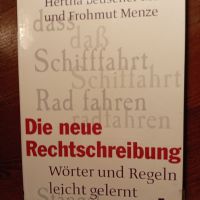 und Frohmut Menze
dass
daß
Schifffahrt
Schiffahrt
Rad fahren
radfahren
Die neue
Rechtschreibung
Wörter und Regeln
leicht gelernt